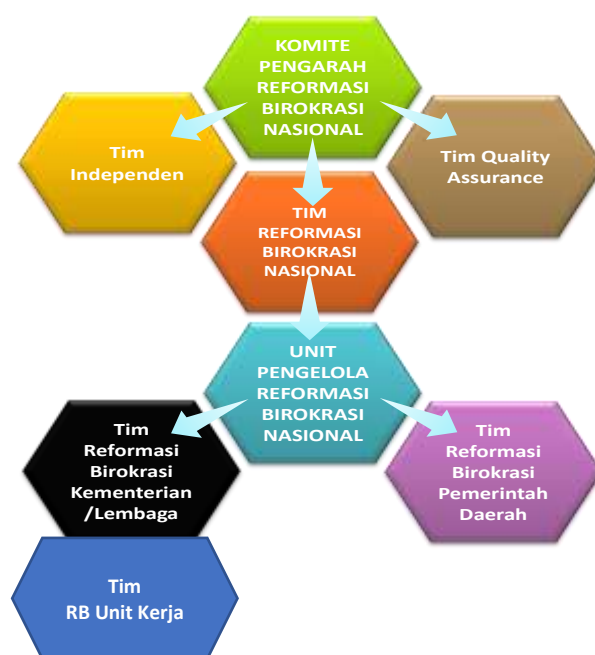 KOMITE
PENGARAH
REFORMASI
BIROKRASI
NASIONAL
Tim
Independen
Tim Quality
Assurance
TIM
REFORMASI
BIROKRASI
NASIONAL
UNIT
PENGELOLA
REFORMASI
BIROKRASI
NASIONAL
Tim
Reformasi
Birokrasi
Kementerian
/Lembaga
Tim
Reformasi
Birokrasi
Pemerintah
Daerah
Tim
RB Unit Kerja